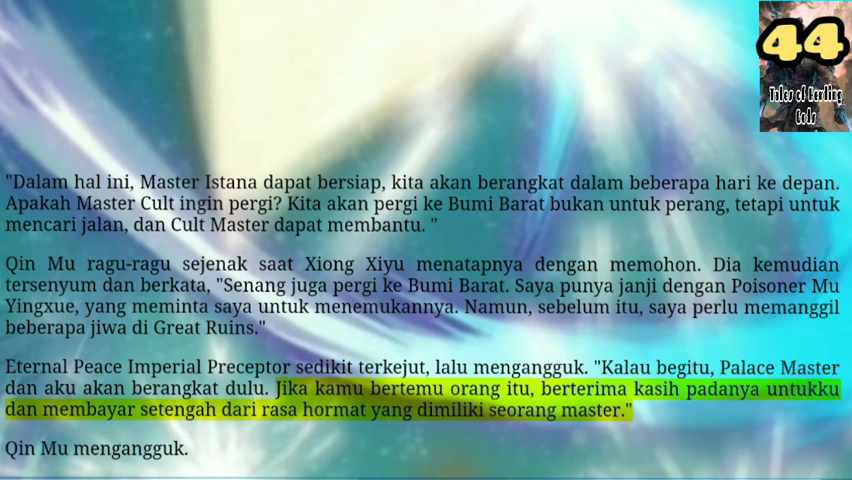 44
Tales of Herding
Gods
"Dalam hal ini, Master Istana dapat bersiap, kita akan berangkat dalam beberapa hari ke depan.
Apakah Master Cult ingin pergi? Kita akan pergi ke Bumi Barat bukan untuk perang, tetapi untuk
mencari jalan, dan Cult Master dapat membantu. "
Qin Mu ragu-ragu sejenak saat Xiong Xiyu menatapnya dengan memohon. Dia kemudian
tersenyum dan berkata, "Senang juga pergi ke Bumi Barat. Saya punya janji dengan Poisoner Mu
Yingxue, yang meminta saya untuk menemukannya. Namun, sebelum itu, saya perlu memanggil
beberapa jiwa di Great Ruins."
Eternal Peace Imperial Preceptor sedikit terkejut, lalu mengangguk. "Kalau begitu, Palace Master
dan aku akan berangkat dulu. Jika kamu bertemu orang itu, berterima kasih padanya untukku
dan membayar setengah dari rasa hormat yang dimiliki seorang master."
Qin Mu mengangguk.